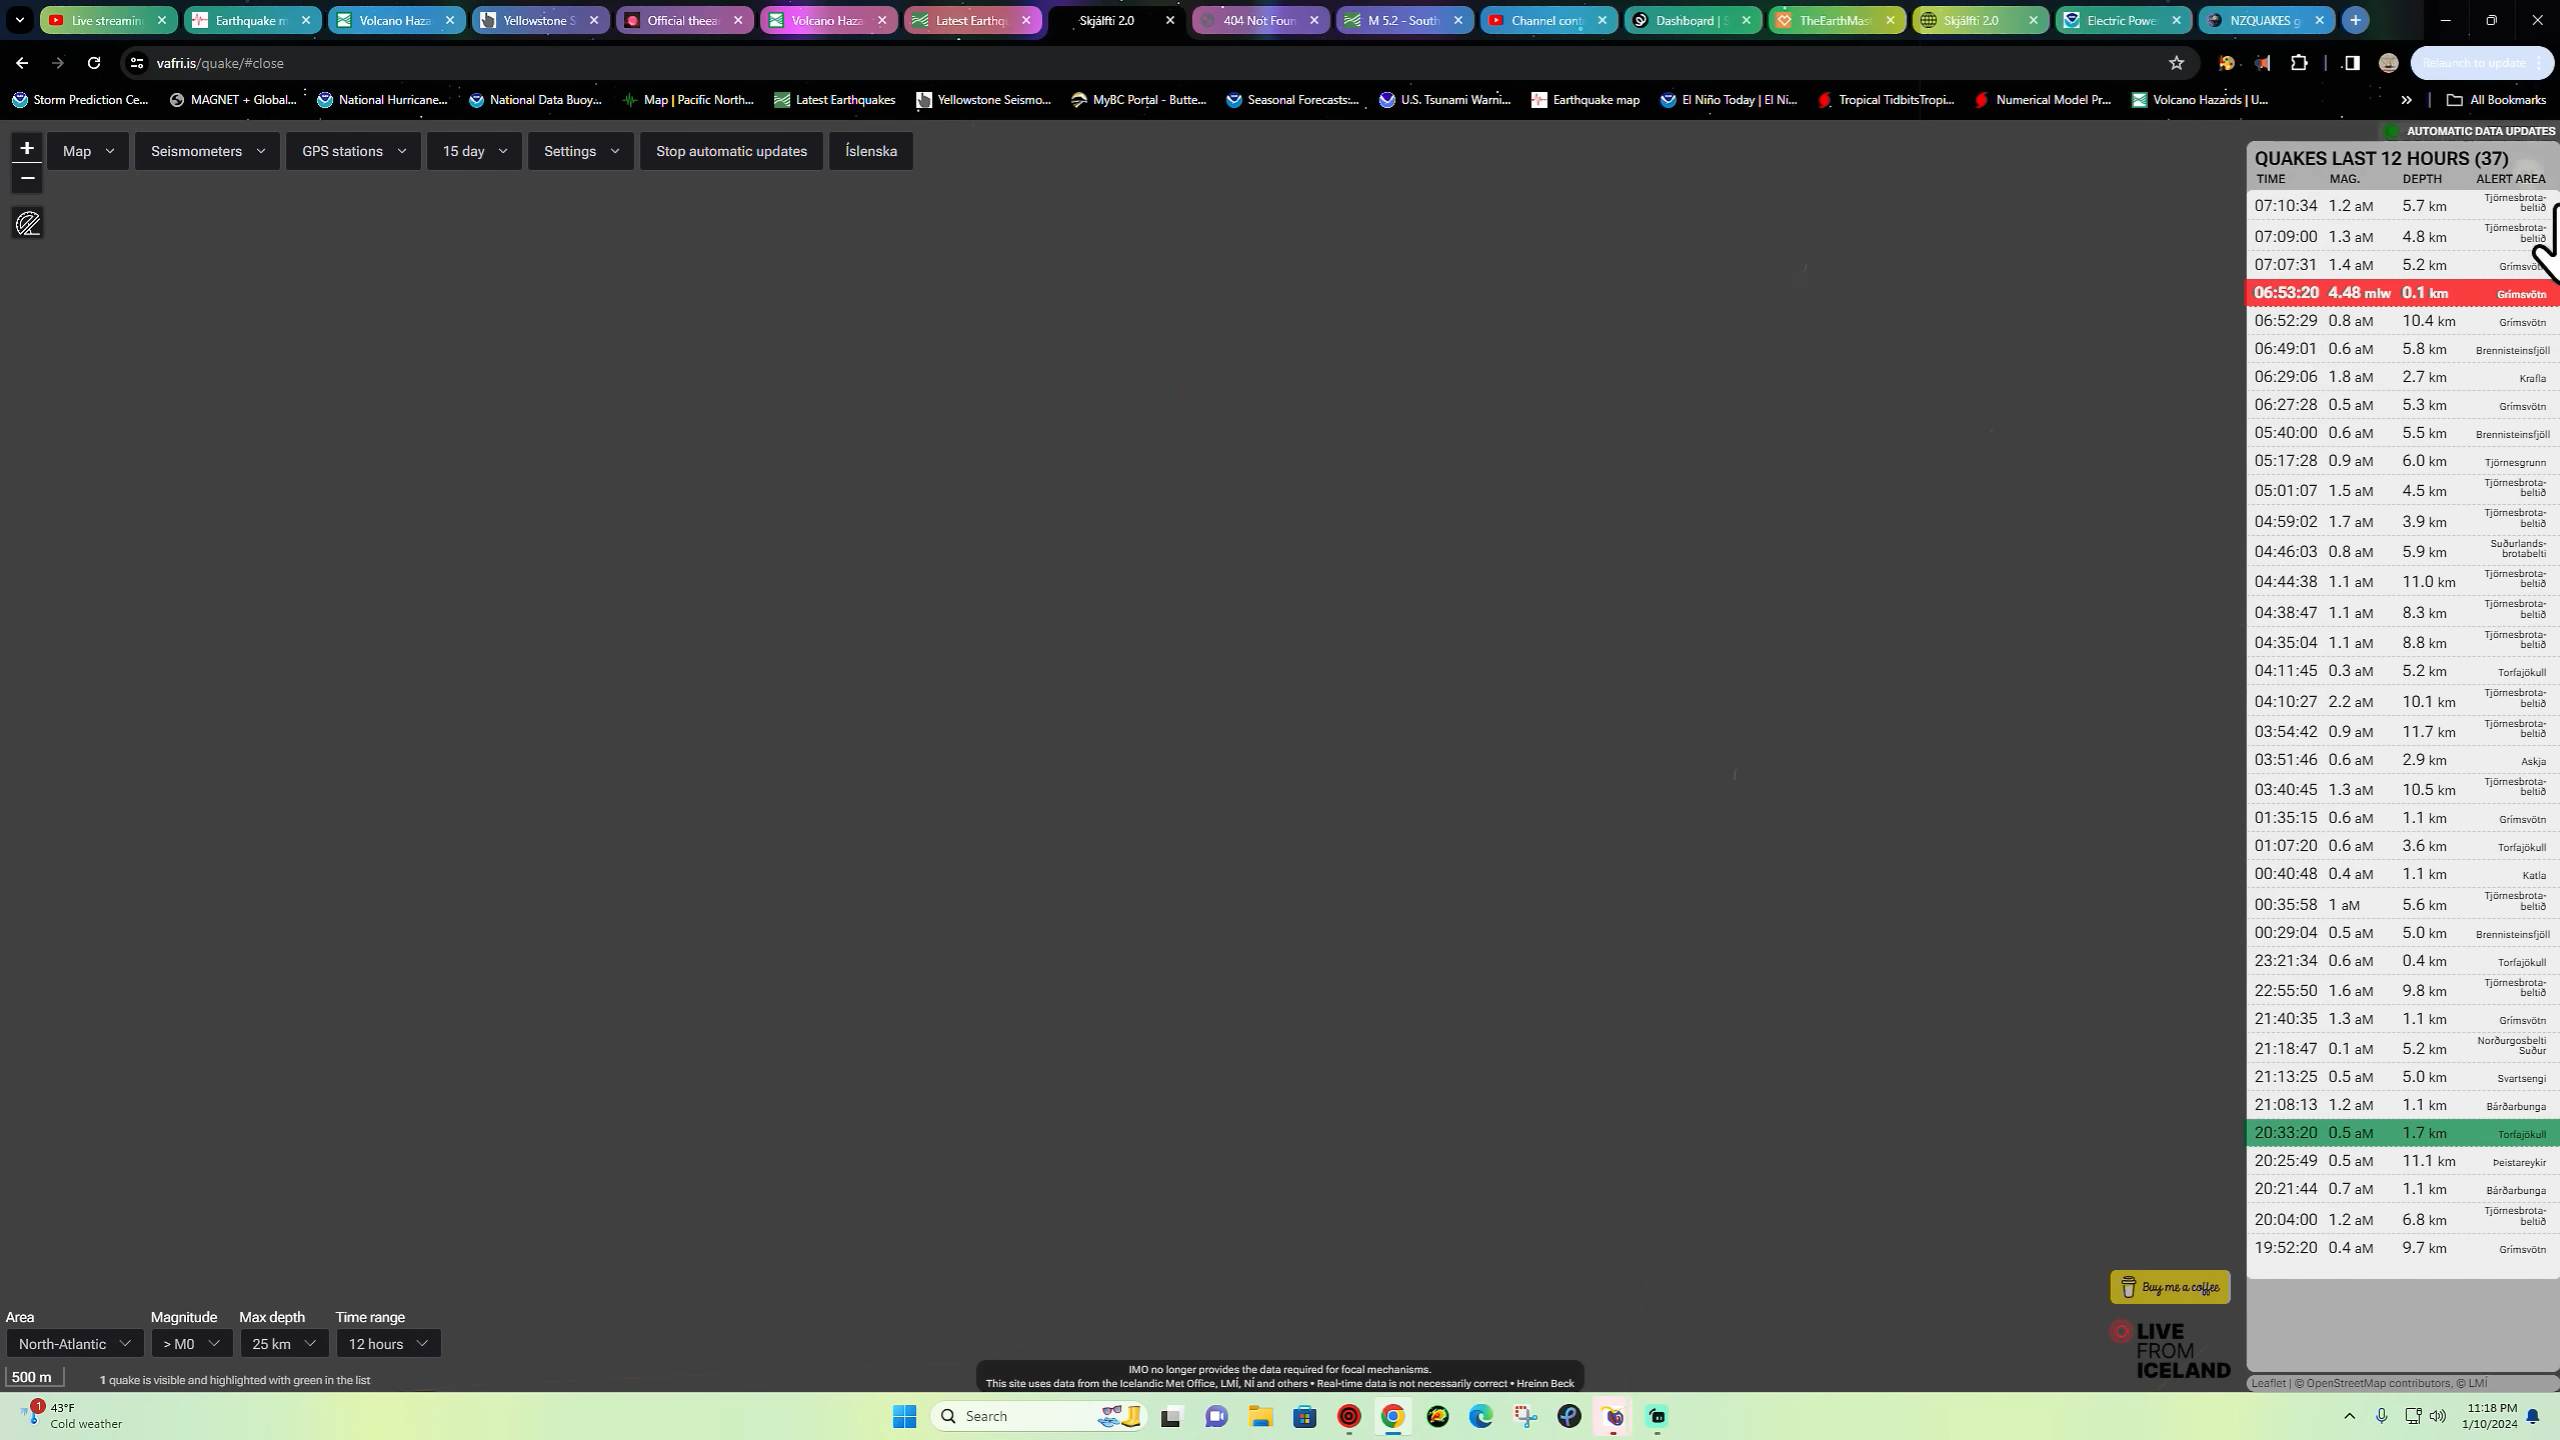 Live streamin
Earthquake m
Volcano Haza
Yellowstone S
Official theea
Volcano Haza
Latest Earthqu
Skjálfti 2.0
404 Not Foun
M 5.2 - South
Channel cont
Dashboard | S
TheEarthMast
Skjálfti 2.0
Electric Powe
NZQUAKES g
vafri.is/quake/#close
Relaunch to update
Storm Prediction Ce...
MAGNET + Global...
National Hurricane...
National Data Buoy...
Map | Pacific North...
Latest Earthquakes
Yellowstone Seismo...
MyBC Portal - Butte...
Seasonal Forecasts:...
U.S. Tsunami Warni...
Earthquake map
El Niño Today | El Ni...
Tropical TidbitsTropi...
Numerical Model Pr...
Volcano Hazards | U...
All Bookmarks
+
−
Map
Seismometers
GPS stations
15 day
Settings
Stop automatic updates
Íslenska
AUTOMATIC DATA UPDATES
QUAKES LAST 12 HOURS (37)
TIME MAG. DEPTH ALERT AREA
07:10:34 1.2 aM 5.7 km Tjörnesbrota-
beltið
07:09:00 1.3 aM 4.8 km Tjörnesbrota-
beltið
07:07:31 1.4 aM 5.2 km
06:53:20 4.48 mlw 0.1 km Grímsvötn
06:52:29 0.8 aM 10.4 km Grímsvötn
06:49:01 0.6 aM 5.8 km Brennisteinsfjöll
06:29:06 1.8 aM 2.7 km Krafla
06:27:28 0.5 aM 5.3 km Grímsvötn
05:40:00 0.6 aM 5.5 km Brennisteinsfjöll
05:17:28 0.9 aM 6.0 km Tjörnesgrunn
05:01:07 1.5 aM 4.5 km Tjörnesbrota-
beltið
04:59:02 1.7 aM 3.9 km Tjörnesbrota-
beltið
04:46:03 0.8 aM 5.9 km Suðurlands-
brotabelti
04:44:38 1.1 aM 11.0 km Tjörnesbrota-
beltið
04:38:47 1.1 aM 8.3 km Tjörnesbrota-
beltið
04:35:04 1.1 aM 8.8 km Tjörnesbrota-
beltið
04:11:45 0.3 aM 5.2 km Torfajökull
04:10:27 2.2 aM 10.1 km Tjörnesbrota-
beltið
03:54:42 0.9 aM 11.7 km Tjörnesbrota-
beltið
03:51:46 0.6 aM 2.9 km Askja
03:40:45 1.3 aM 10.5 km Tjörnesbrota-
beltið
01:35:15 0.6 aM 1.1 km Grímsvötn
01:07:20 0.6 aM 3.6 km Torfajökull
00:40:48 0.4 aM 1.1 km Katla
00:35:58 1 aM 5.6 km Tjörnesbrota-
beltið
00:29:04 0.5 aM 5.0 km Brennisteinsfjöll
23:21:34 0.6 aM 0.4 km Torfajökull
22:55:50 1.6 aM 9.8 km Tjörnesbrota-
beltið
21:40:35 1.3 aM 1.1 km Grímsvötn
21:18:47 0.1 aM 5.2 km Norðurgosbelti
Suður
21:13:25 0.5 aM 5.0 km Svartsengi
21:08:13 1.2 aM 1.1 km Bárðarbunga
20:33:20 0.5 aM 1.7 km Torfajökull
20:25:49 0.5 aM 11.1 km Þeistareykir
20:21:44 0.7 aM 1.1 km Bárðarbunga
20:04:00 1.2 aM 6.8 km Tjörnesbrota-
beltið
19:52:20 0.4 aM 9.7 km Grímsvötn
Buy me a coffee
LIVE
FROM
ICELAND
Area Magnitude Max depth Time range
North-Atlantic > M0 25 km 12 hours
500 m
1 quake is visible and highlighted with green in the list
IMO no longer provides the data required for focal mechanisms.
This site uses data from the Icelandic Met Office, LMÍ, NÍ and others • Real-time data is not necessarily correct • Hreinn Beck
Leaflet | © OpenStreetMap contributors, © LMÍ
1
43°F
Cold weather
Search
11:18 PM
1/10/2024